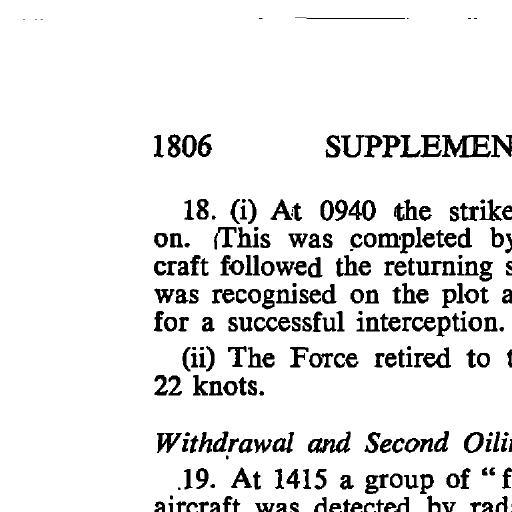 1806 SUPPLEMEN
18. (i) At 0940 the strike
on. (This was completed by
craft followed the returning s
was recognised on the plot a
for a successful interception.
(ii) The Force retired to t
22 knots.
Withdrawal and Second Oili
19. At 1415 a group of “f
aircraft was detected by rad